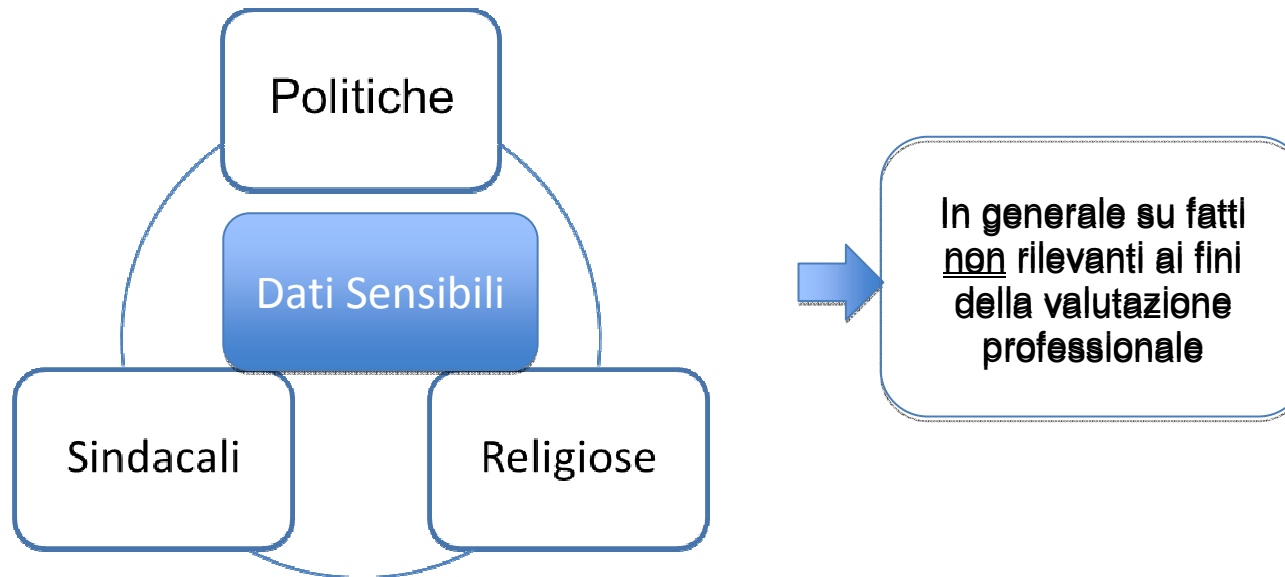 Politiche
Dati Sensibili
Sindacali
Religiose
In generale su fatti
non rilevanti ai fini
della valutazione
professionale